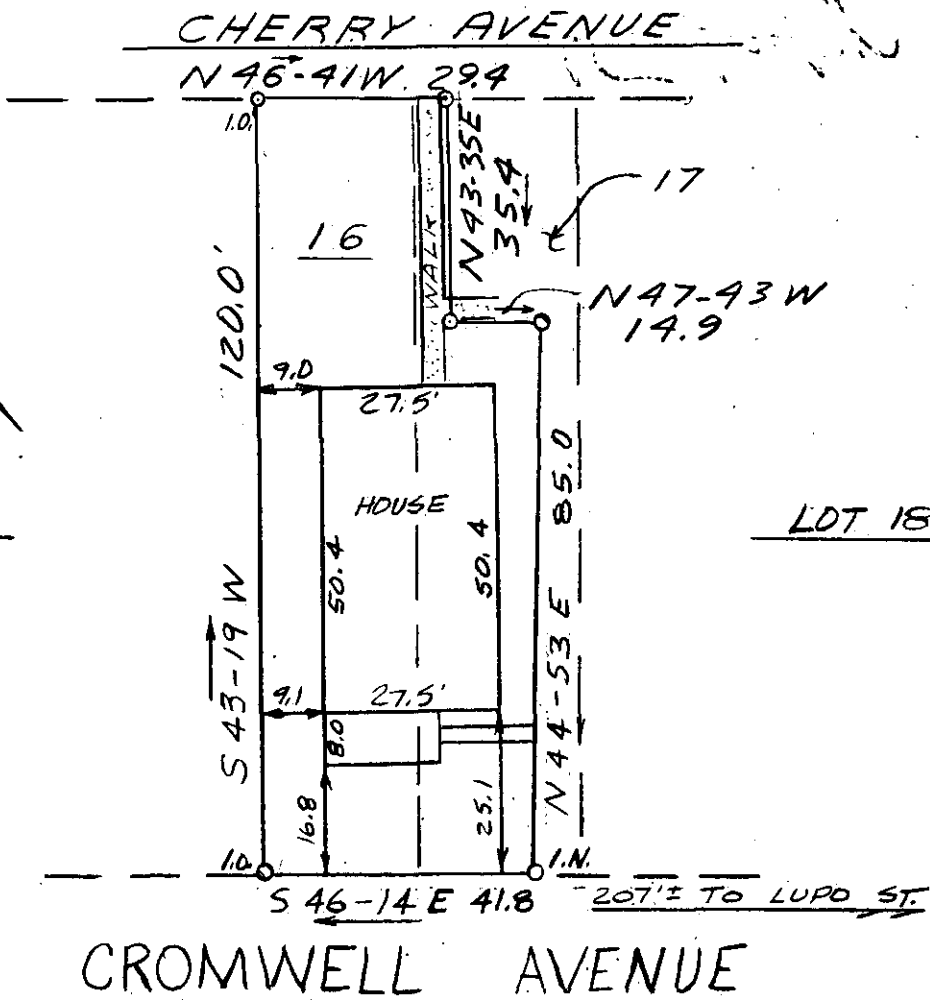 CHERRY AVENUE
N 46-41W. 29.4
I.O.
N 43-35E
35.4
17
16
WALK
N47-43 W
14.9
120.0'
9.0
27.5'
HOUSE
50.4
50.4
85.0
LOT 18
S 43-19 W
N 44-53 E
9.1
27.5'
8.0
16.8
25.1
I.O.
I.N.
S 46-14 E 41.8
207'± TO LUPO ST.
CROMWELL AVENUE